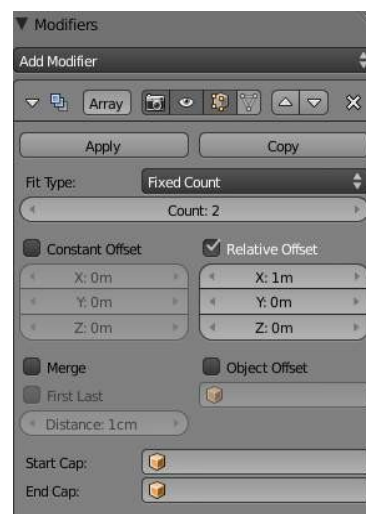 Modifiers
Add Modifier
Array
Apply Copy
Fit Type: Fixed Count
Count: 2
Constant Offset Relative Offset
X: 0m X: 1m
Y: 0m Y: 0m
Z: 0m Z: 0m
Merge Object Offset
First Last
Distance: 1cm
Start Cap:
End Cap: